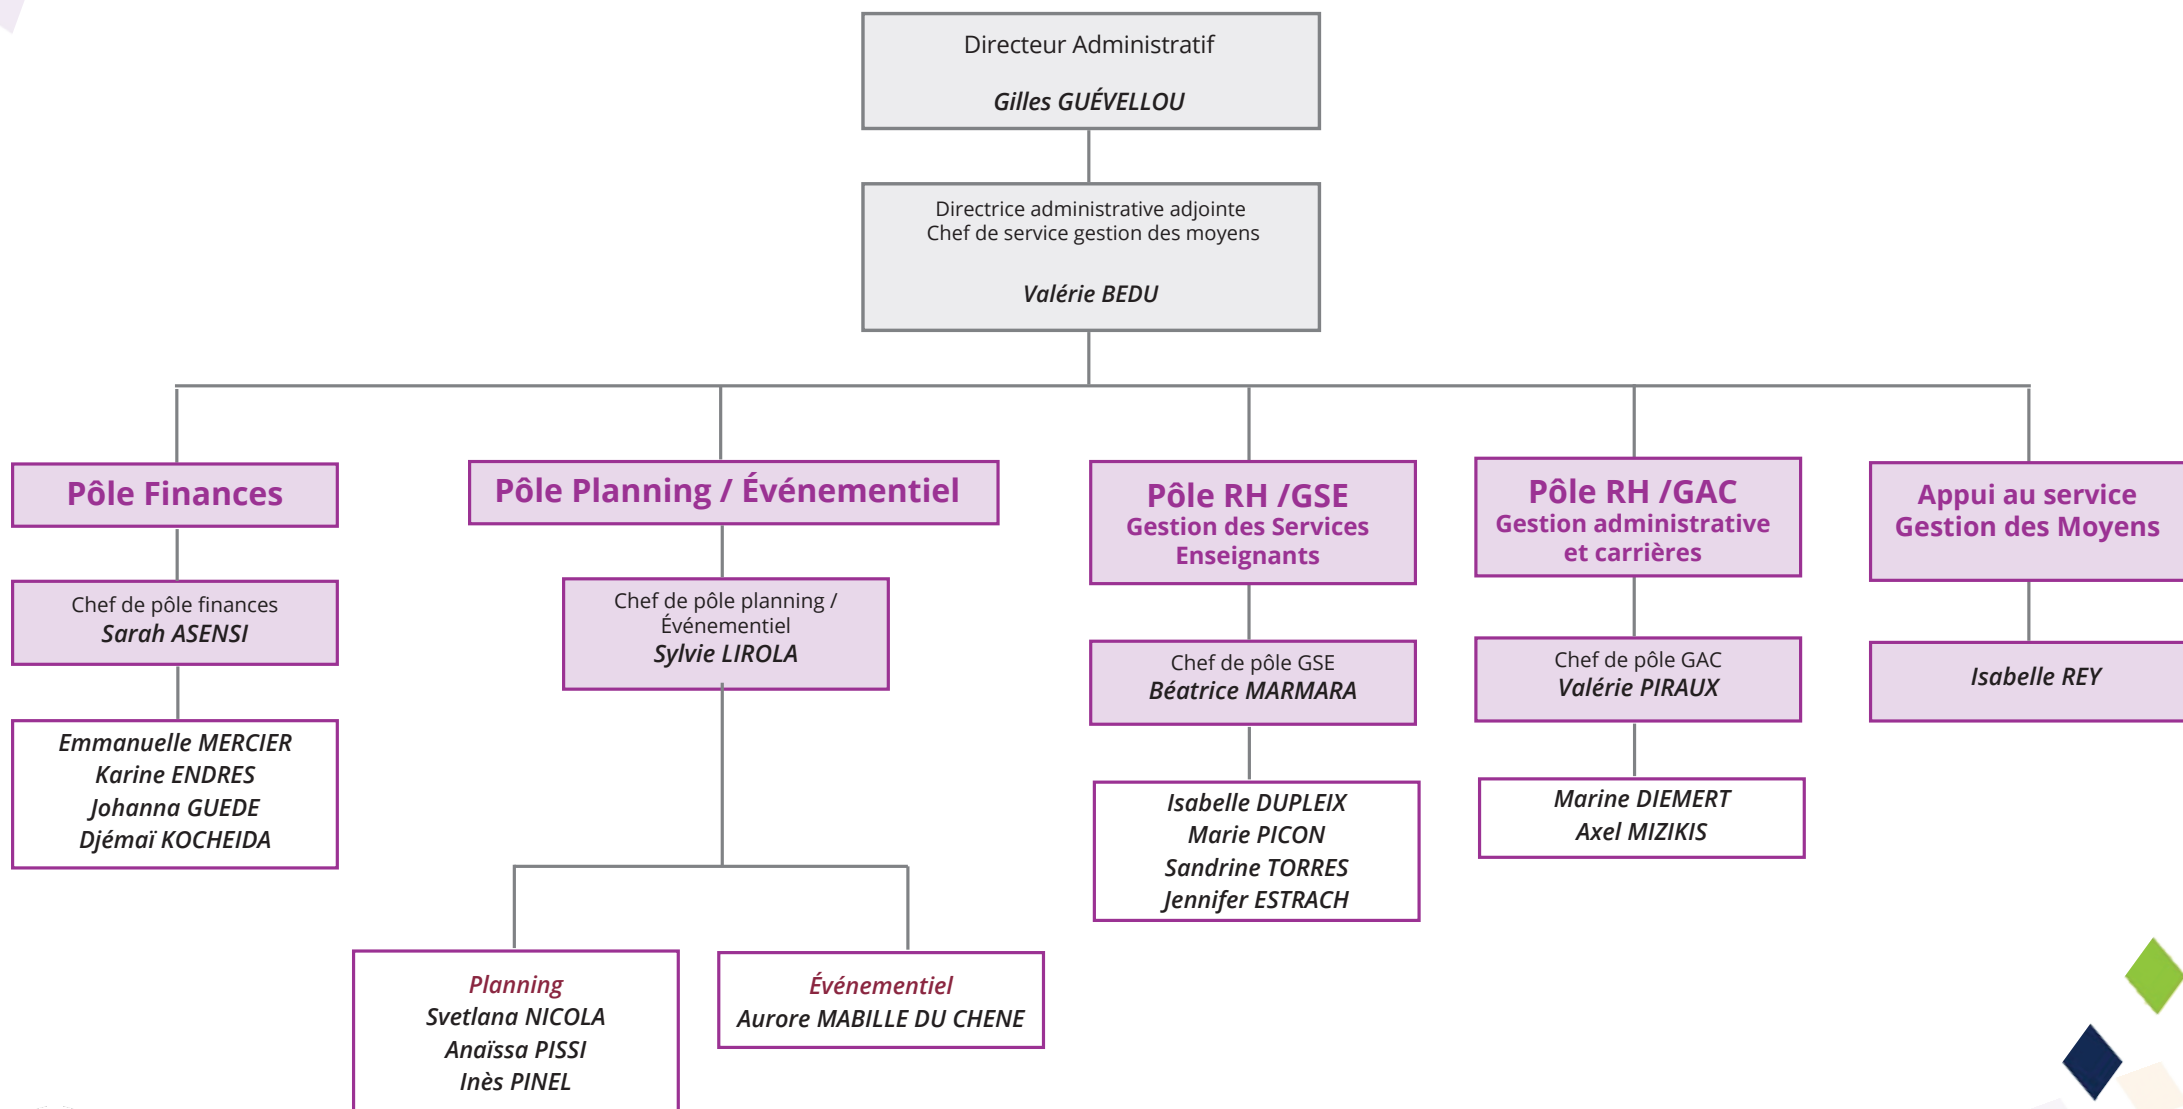 Directeur Administratif
Gilles GUÉVELLOU
Directrice administrative adjointe
Chef de service gestion des moyens
Valérie BEDU
Pôle Finances
Chef de pôle finances
Sarah ASENSI
Emmanuelle MERCIER
Karine ENDRES
Johanna GUEDE
Djémaï KOCHEIDA
Pôle Planning / Événementiel
Chef de pôle planning /
Événementiel
Sylvie LIROLA
Planning
Svetlana NICOLA
Anaïssa PISSI
Inès PINEL
Événementiel
Aurore MABILLE DU CHENE
Pôle RH /GSE
Gestion des Services
Enseignants
Chef de pôle GSE
Béatrice MARMARA
Isabelle DUPLEIX
Marie PICON
Sandrine TORRES
Jennifer ESTRACH
Pôle RH /GAC
Gestion administrative
et carrières
Chef de pôle GAC
Valérie PIRAUX
Marine DIEMERT
Axel MIZIKIS
Appui au service
Gestion des Moyens
Isabelle REY